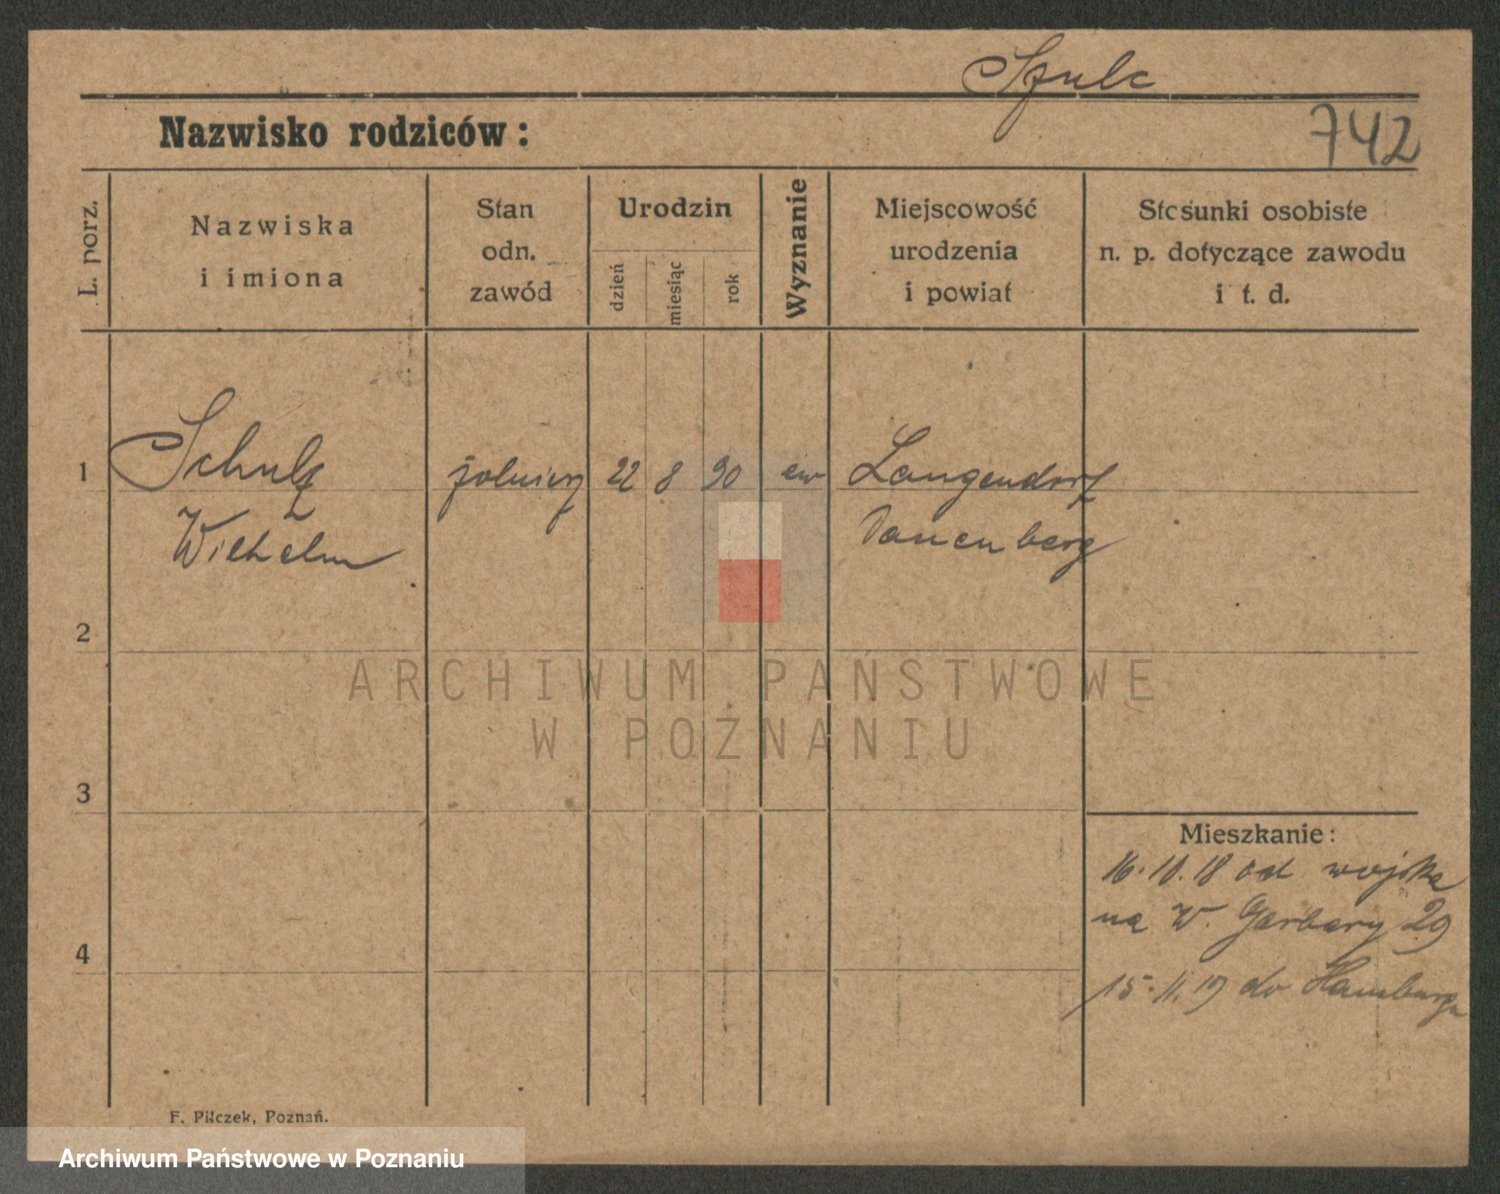 Szulc
Nazwisko rodziców:
742
L. porz.
Nazwiska
i imiona
Stan
odn.
zawód
Urodzin
dzień
miesiąc
rok
Wyznanie
Miejscowość
urodzenia
i powiat
Stosunki osobiste
n. p. dotyczące zawodu
i t. d.
1
Schulz
żołnierz
22
8
90
ew
Langendorf
Wilhelm
Danenberg
2
ARCHIWUM PAŃSTWOWE
W POZNANIU
3
Mieszkanie:
16.10.18 od wojska
na W. Garbary 29
4
15.11.19 do Hamburga
F. Pilczek, Poznań.
Archiwum Państwowe w Poznaniu